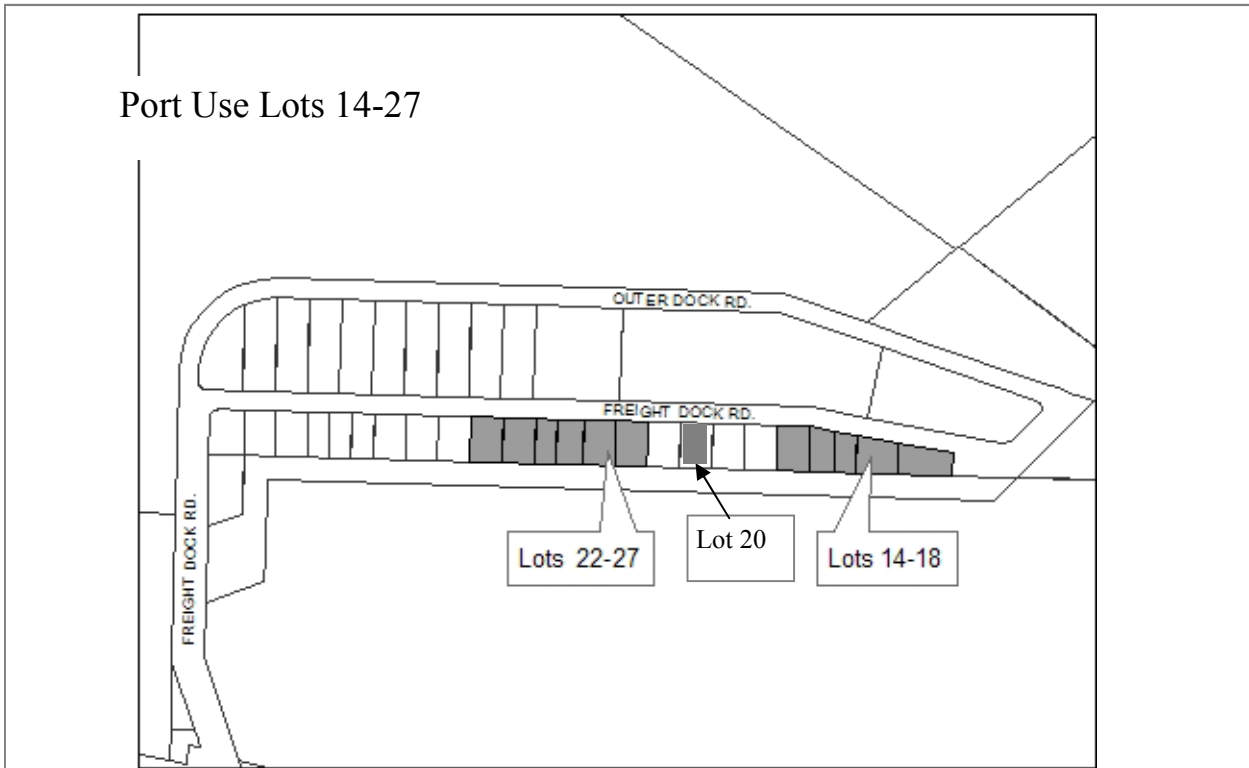 Port Use Lots 14-27
OUTER DOCK RD.
FREIGHT DOCK RD.
FREIGHT DOCK RD.
Lots 22-27
Lot 20
Lots 14-18